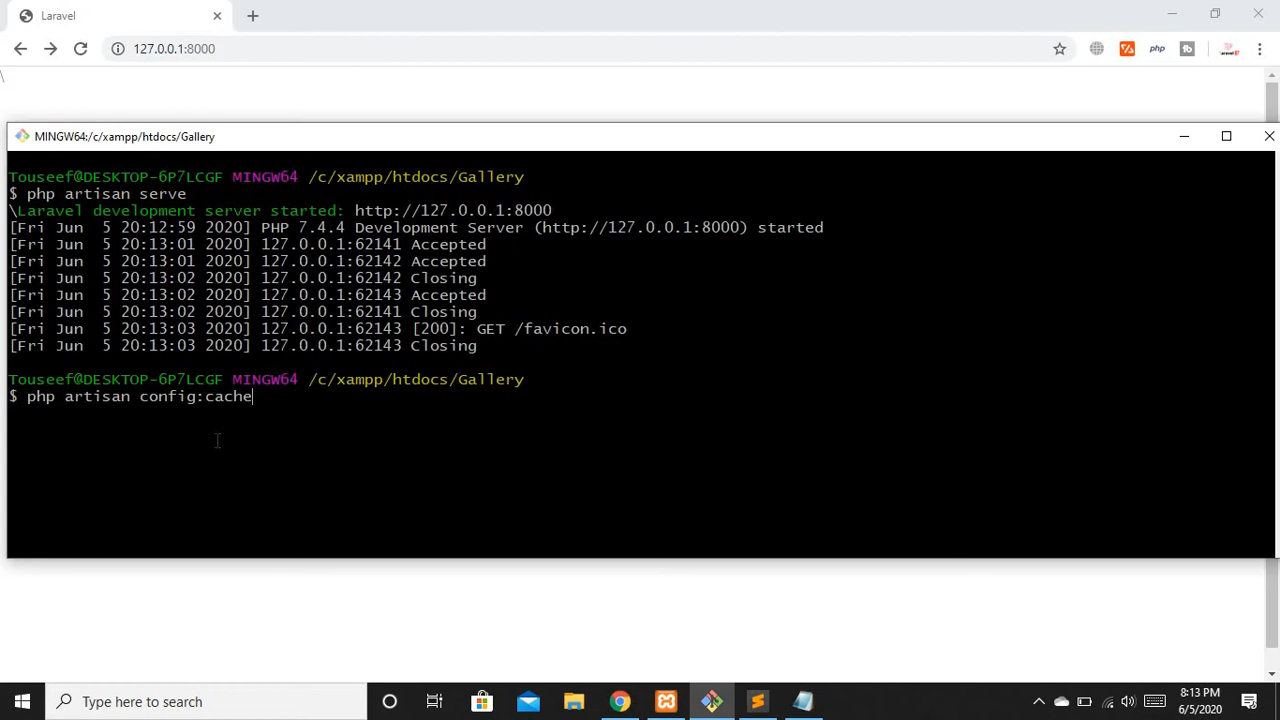 Laravel
127.0.0.1:8000
php
\
MINGW64:/c/xampp/htdocs/Gallery
Touseef@DESKTOP-6P7LCGF MINGW64 /c/xampp/htdocs/Gallery
$ php artisan serve
\Laravel development server started: http://127.0.0.1:8000
[Fri Jun  5 20:12:59 2020] PHP 7.4.4 Development Server (http://127.0.0.1:8000) started
[Fri Jun  5 20:13:01 2020] 127.0.0.1:62141 Accepted
[Fri Jun  5 20:13:01 2020] 127.0.0.1:62142 Accepted
[Fri Jun  5 20:13:02 2020] 127.0.0.1:62142 Closing
[Fri Jun  5 20:13:02 2020] 127.0.0.1:62143 Accepted
[Fri Jun  5 20:13:02 2020] 127.0.0.1:62141 Closing
[Fri Jun  5 20:13:03 2020] 127.0.0.1:62143 [200]: GET /favicon.ico
[Fri Jun  5 20:13:03 2020] 127.0.0.1:62143 Closing
Touseef@DESKTOP-6P7LCGF MINGW64 /c/xampp/htdocs/Gallery
$ php artisan config:cache
Type here to search
8:13 PM
6/5/2020